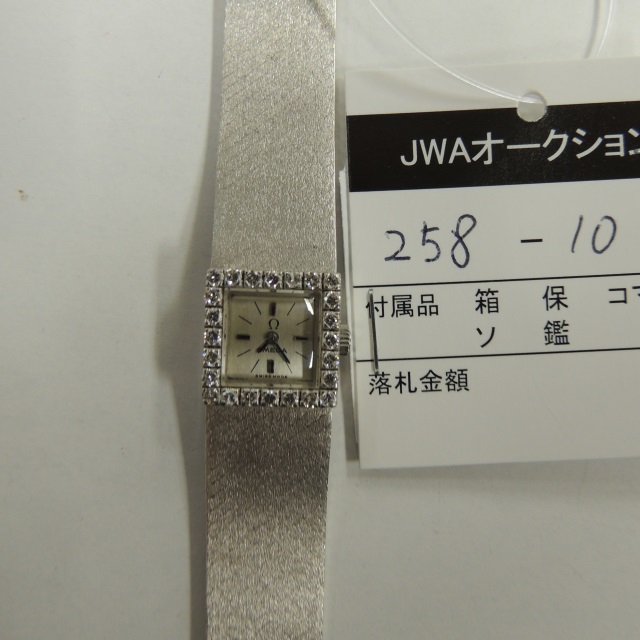 JWAオークション
258 - 10
付属品 箱 保 コマ
ソ 鑑
落札金額
Ω
OMEGA